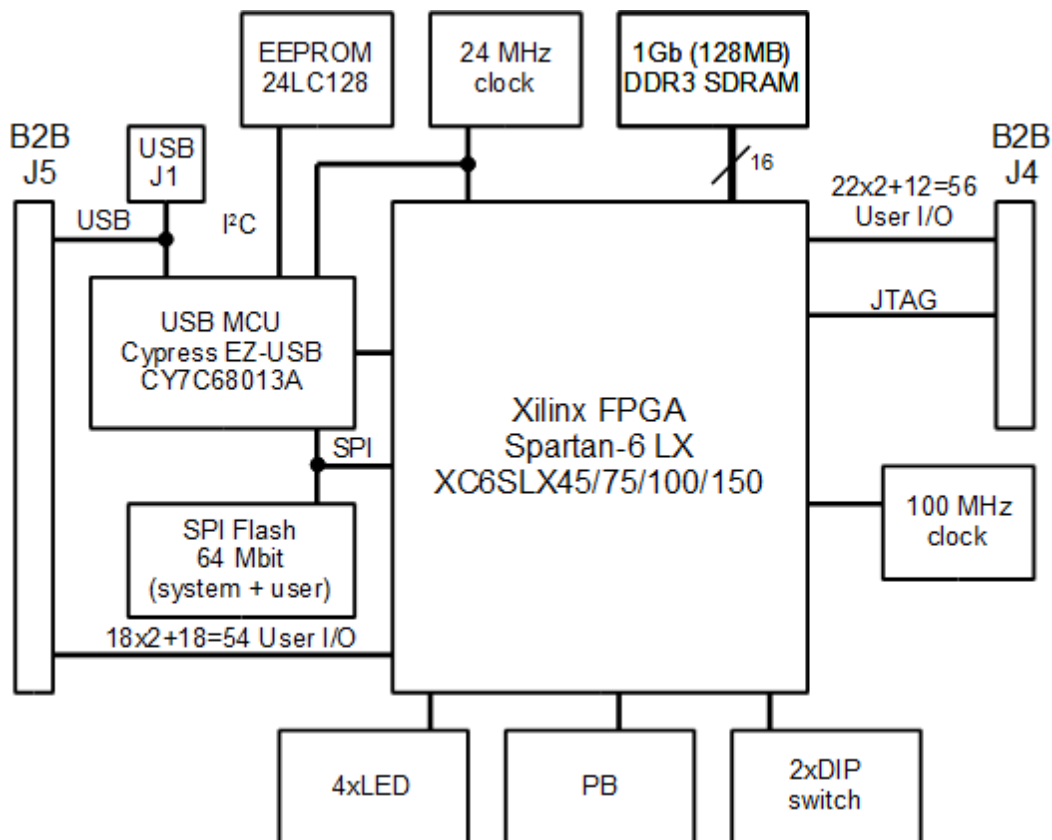 EEPROM
24LC128
24 MHz
clock
1Gb (128MB)
DDR3 SDRAM
B2B
J5
USB
J1
B2B
J4
16
22x2+12=56
User I/O
USB
I²C
JTAG
USB MCU
Cypress EZ-USB
CY7C68013A
Xilinx FPGA
Spartan-6 LX
XC6SLX45/75/100/150
SPI
100 MHz
clock
SPI Flash
64 Mbit
(system + user)
18x2+18=54 User I/O
4xLED
PB
2xDIP
switch